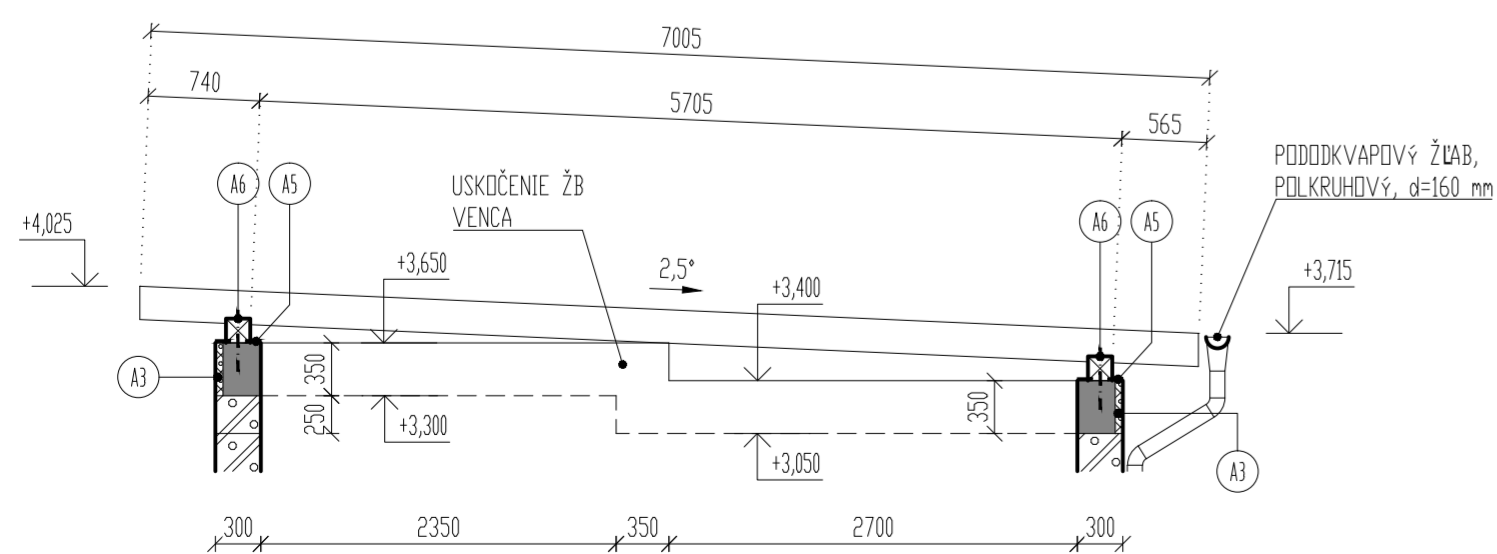 7005
740
5705
565
A6
A5
USKOČENIE ŽB
VENCA
A6
A5
PODODKVAPOVÝ ŽĽAB,
POLKRUHOVÝ, d=160 mm
+4,025
+3,650
2,5°
+3,400
+3,715
A3
350
250
+3,300
350
+3,050
A3
300
2350
350
2700
300